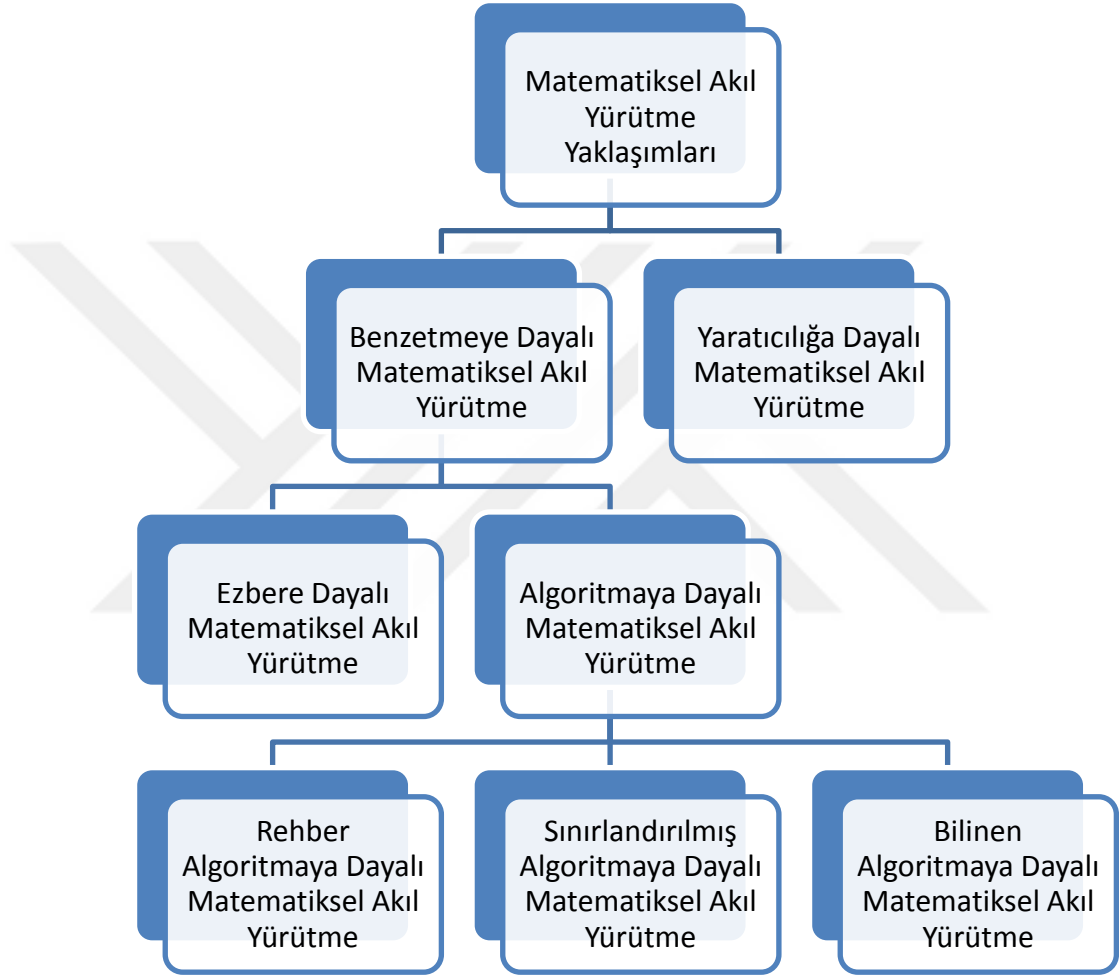 Matematiksel Akıl
Yürütme
Yaklaşımları
Benzetmeye Dayalı
Matematiksel Akıl
Yürütme
Yaratıcılığa Dayalı
Matematiksel Akıl
Yürütme
Ezbere Dayalı
Matematiksel Akıl
Yürütme
Algoritmaya Dayalı
Matematiksel Akıl
Yürütme
Rehber
Algoritmaya Dayalı
Matematiksel Akıl
Yürütme
Sınırlandırılmış
Algoritmaya Dayalı
Matematiksel Akıl
Yürütme
Bilinen
Algoritmaya Dayalı
Matematiksel Akıl
Yürütme